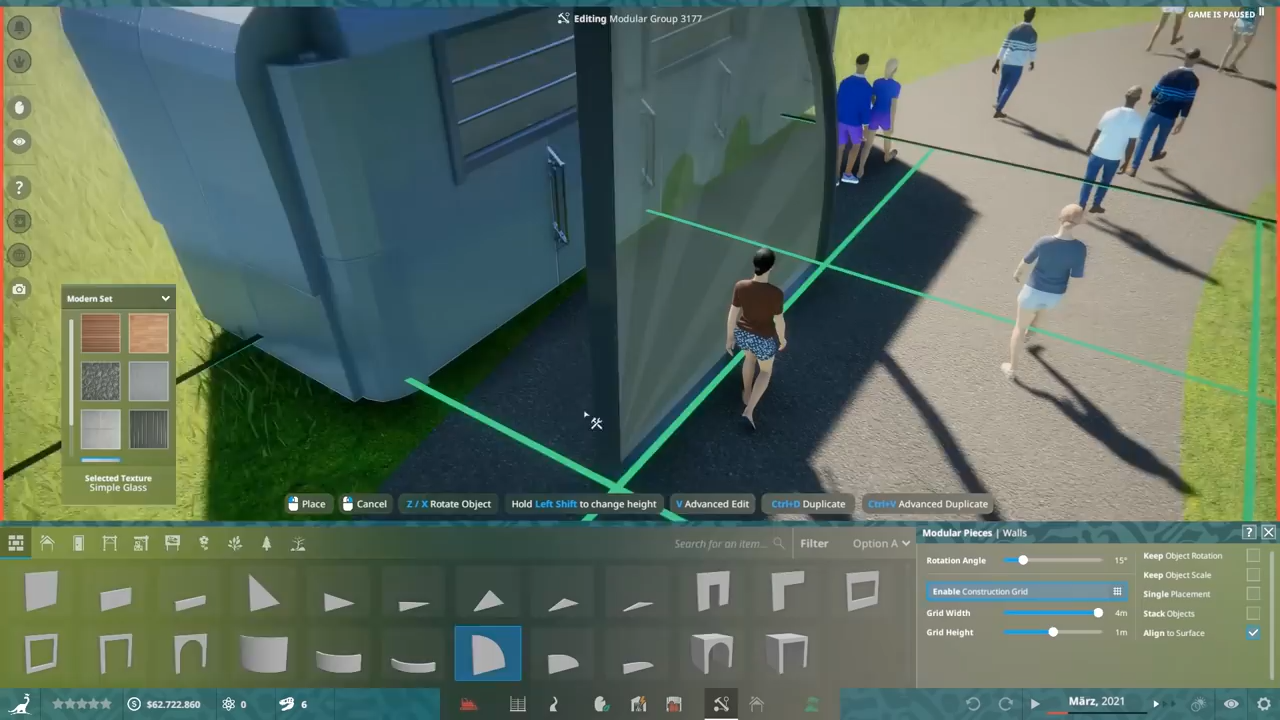 Editing Modular Group 3177
GAME IS PAUSED
?
Modern Set
Selected Texture
Simple Glass
Place
Cancel
Z / X Rotate Object
Hold Left Shift to change height
V Advanced Edit
Ctrl+D Duplicate
Ctrl+V Advanced Duplicate
Search for an item...
Filter
Option A
Modular Pieces | Walls
?
Rotation Angle
15°
Enable Construction Grid
Grid Width
4m
Grid Height
1m
Keep Object Rotation
Keep Object Scale
Single Placement
Stack Objects
Align to Surface
$62.722.860
0
6
März, 2021